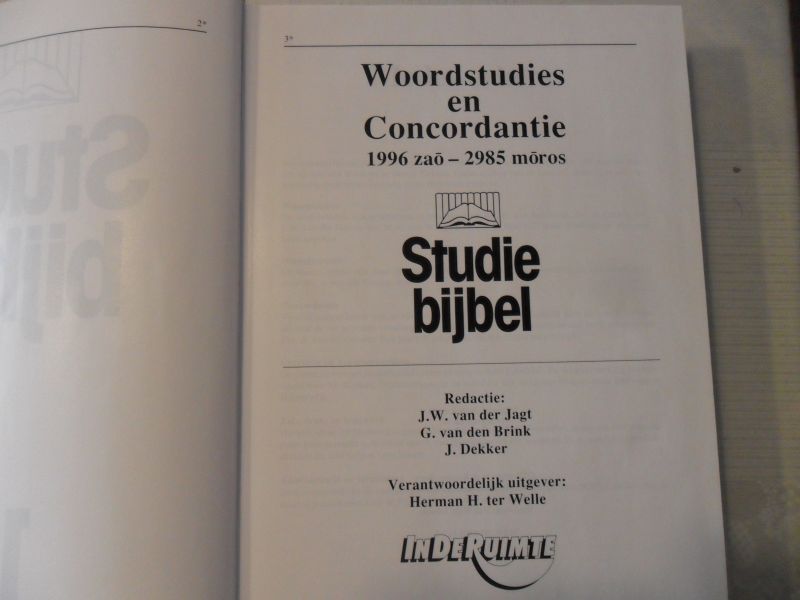 2*
3*
Woordstudies
en
Concordantie
1996 zaō – 2985 mōros
Studie
bijbel
Redactie:
J.W. van der Jagt
G. van den Brink
J. Dekker
Verantwoordelijk uitgever:
Herman H. ter Welle
INDERUIMTE